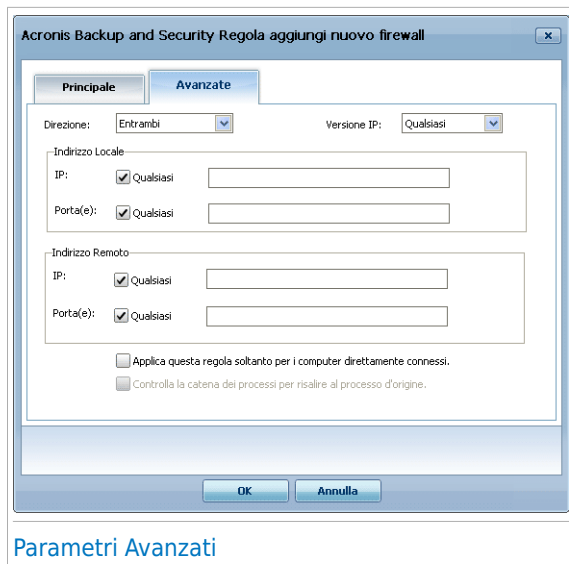 Acronis Backup and Security Regola aggiungi nuovo firewall
Principale
Avanzate
Direzione: Entrambi Versione IP: Qualsiasi
Indirizzo Locale
IP: Qualsiasi
Porta(e): Qualsiasi
Indirizzo Remoto
IP: Qualsiasi
Porta(e): Qualsiasi
Applica questa regola soltanto per i computer direttamente connessi.
Controlla la catena dei processi per risalire al processo d'origine.
OK Annulla
Parametri Avanzati